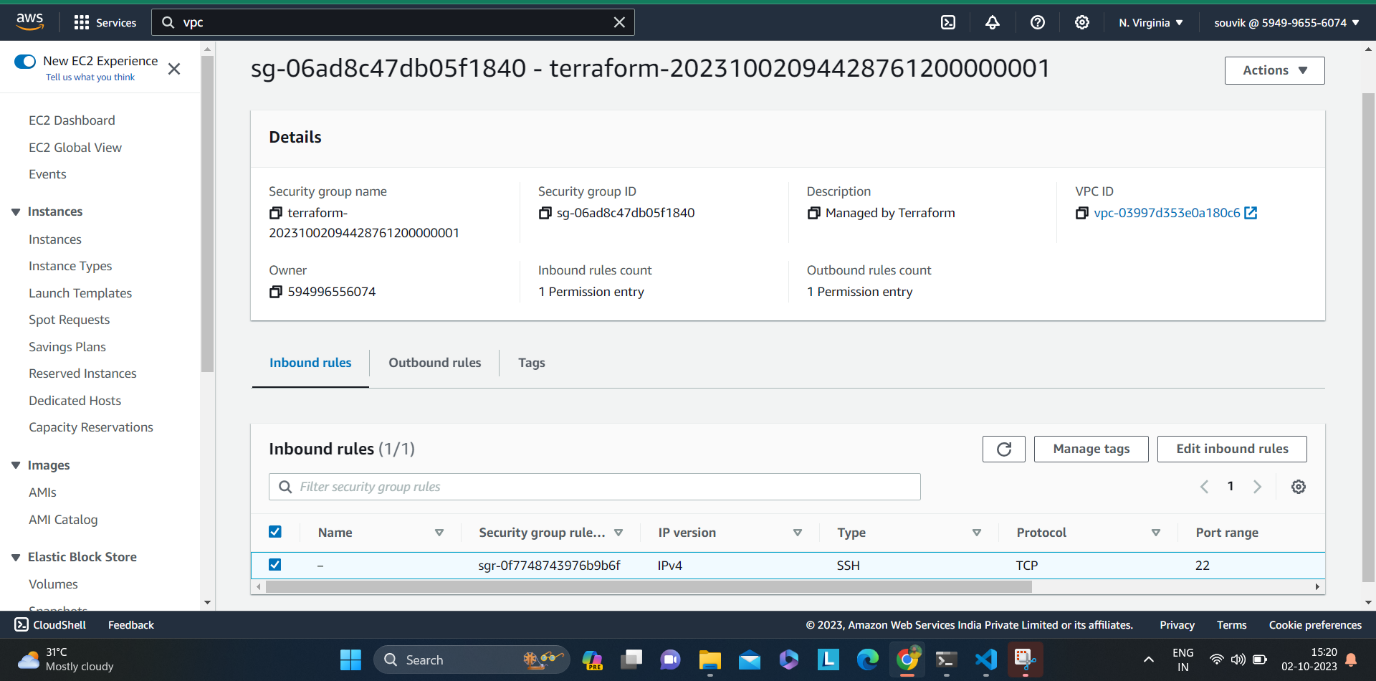 aws
Services
vpc
N. Virginia
souvik @ 5949-9655-6074
New EC2 Experience
Tell us what you think
EC2 Dashboard
EC2 Global View
Events
Instances
Instances
Instance Types
Launch Templates
Spot Requests
Savings Plans
Reserved Instances
Dedicated Hosts
Capacity Reservations
Images
AMIs
AMI Catalog
Elastic Block Store
Volumes
Snapshots
sg-06ad8c47db05f1840 - terraform-20231002094428761200000001
Actions
Details
Security group name
terraform-
20231002094428761200000001
Security group ID
sg-06ad8c47db05f1840
Description
Managed by Terraform
VPC ID
vpc-03997d353e0a180c6
Owner
594996556074
Inbound rules count
1 Permission entry
Outbound rules count
1 Permission entry
Inbound rules
Outbound rules
Tags
Inbound rules (1/1)
Manage tags
Edit inbound rules
Filter security group rules
1
Name
Security group rule...
IP version
Type
Protocol
Port range
–
sgr-0f7748743976b9b6f
IPv4
SSH
TCP
22
CloudShell
Feedback
© 2023, Amazon Web Services India Private Limited or its affiliates.
Privacy
Terms
Cookie preferences
31°C
Mostly cloudy
Search
PRE
L
ENG
IN
15:20
02-10-2023